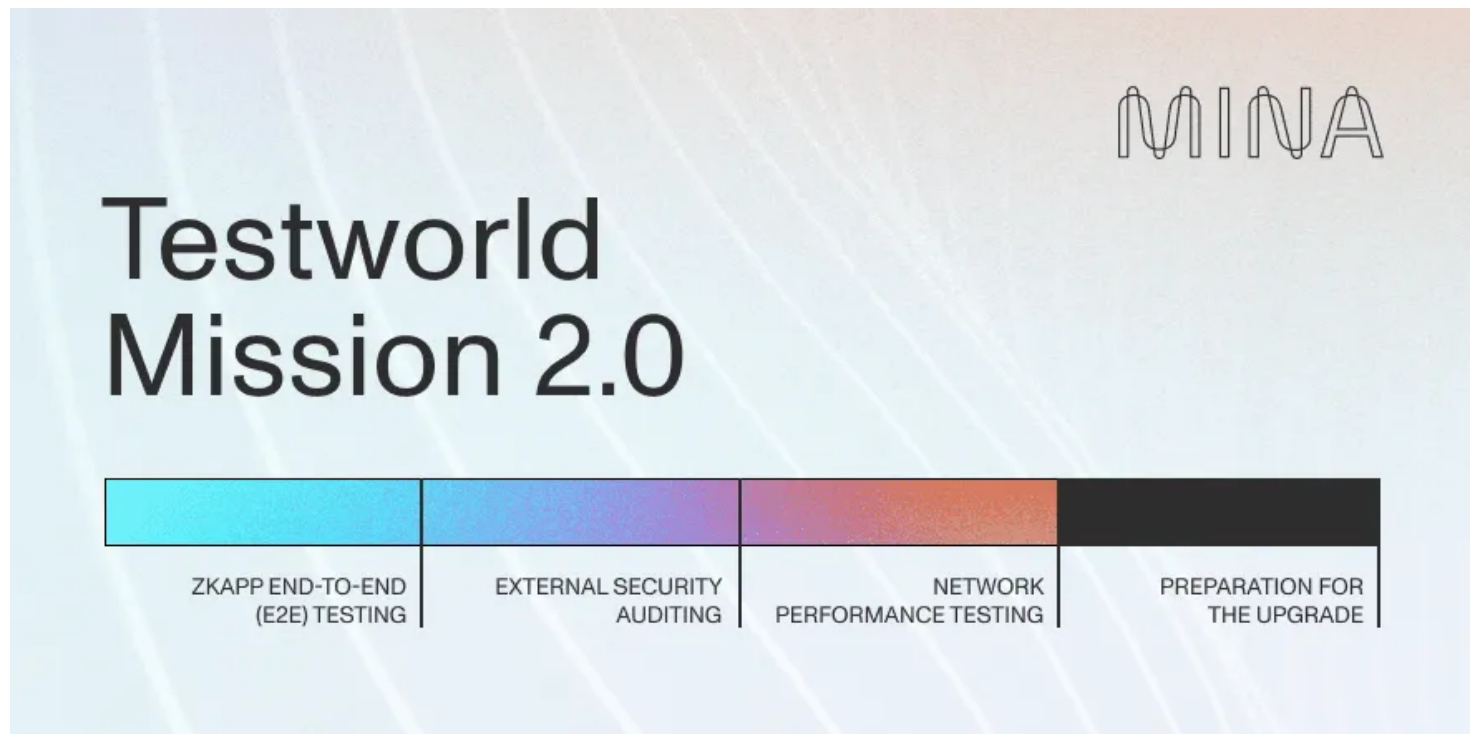 MINA
Testworld
Mission 2.0
ZKAPP END-TO-END
(E2E) TESTING
EXTERNAL SECURITY
AUDITING
NETWORK
PERFORMANCE TESTING
PREPARATION FOR
THE UPGRADE